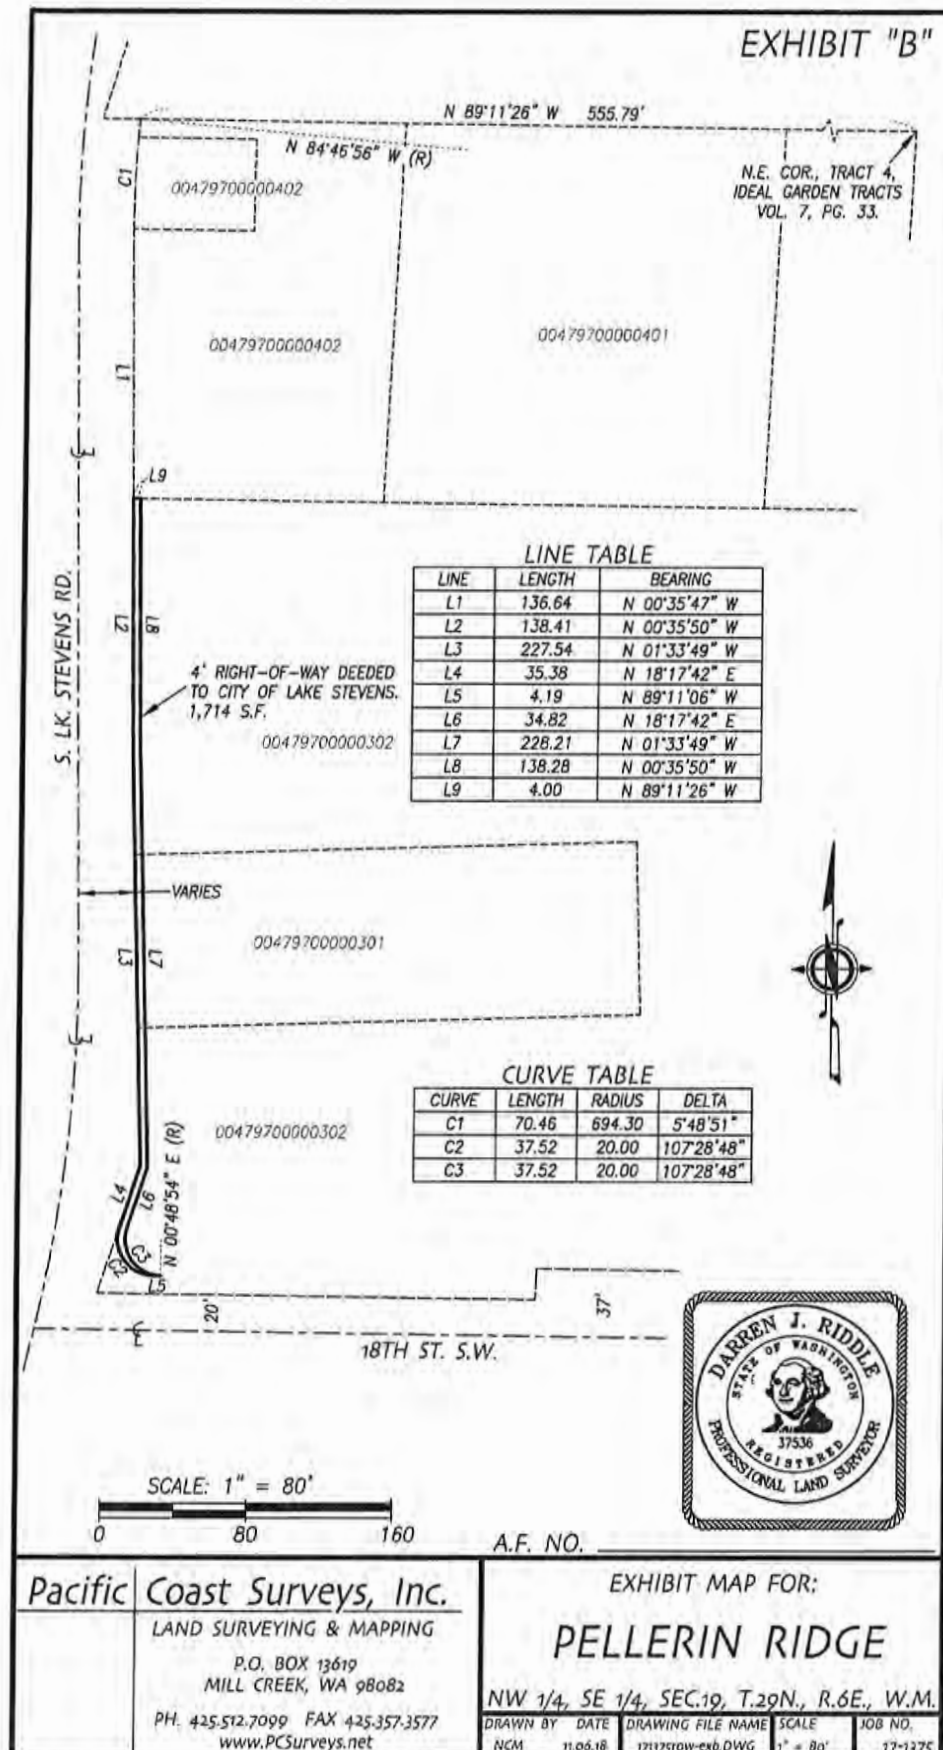 EXHIBIT "B"
N 89°11'26" W 555.79'
N 84°46'56" W (R)
N.E. COR., TRACT 4,
IDEAL GARDEN TRACTS
VOL. 7, PG. 33.
C1
00479700000402
00479700000402
00479700000401
L1
L9
S. LK. STEVENS RD.
L2
L8
4' RIGHT-OF-WAY DEEDED
TO CITY OF LAKE STEVENS.
1,714 S.F.
00479700000302
LINE TABLE
LINE LENGTH BEARING
L1 136.64 N 00°35'47" W
L2 138.41 N 00°35'50" W
L3 227.54 N 01°33'49" W
L4 35.38 N 18°17'42" E
L5 4.19 N 89°11'06" W
L6 34.82 N 18°17'42" E
L7 228.21 N 01°33'49" W
L8 138.28 N 00°35'50" W
L9 4.00 N 89°11'26" W
VARIES
00479700000301
L3
L7
CURVE TABLE
CURVE LENGTH RADIUS DELTA
C1 70.46 694.30 5°48'51"
C2 37.52 20.00 107°28'48"
C3 37.52 20.00 107°28'48"
00479700000302
L4
L6
N 00°48'54" E (R)
C3
C2
L5
20'
37'
18TH ST. S.W.
DARREN J. RIDDLE
STATE OF WASHINGTON
37536
REGISTERED
PROFESSIONAL LAND SURVEYOR
SCALE: 1" = 80'
0 80 160
A.F. NO.
Pacific Coast Surveys, Inc.
LAND SURVEYING & MAPPING
P.O. BOX 13619
MILL CREEK, WA 98082
PH. 425.512.7099 FAX 425.357.3577
www.PCSurveys.net
EXHIBIT MAP FOR:
PELLERIN RIDGE
NW 1/4, SE 1/4, SEC.19, T.29N., R.6E., W.M.
DRAWN BY DATE DRAWING FILE NAME SCALE JOB NO.
NCM 11.06.18 171375row-exb.DWG 1" = 80' 17-1375